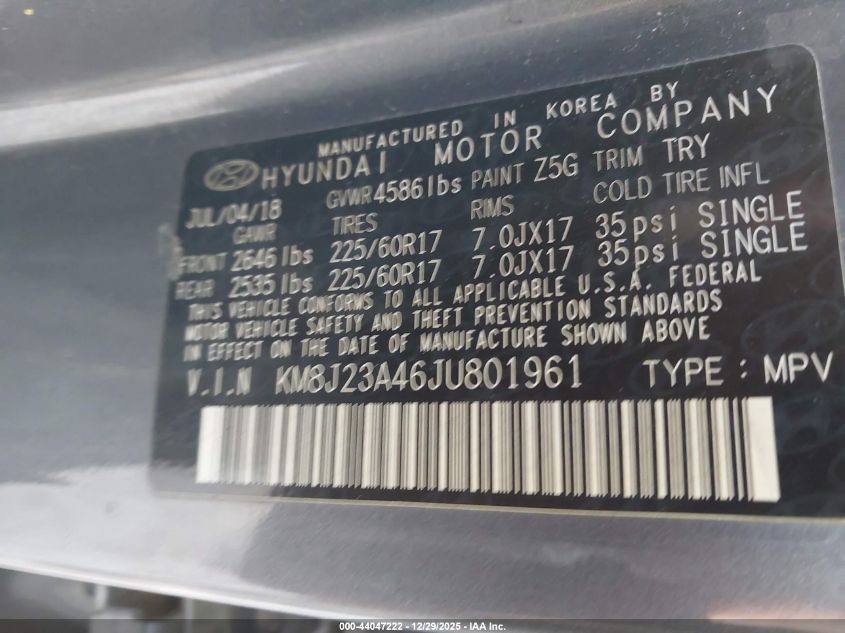 MANUFACTURED IN KOREA BY
HYUNDAI MOTOR COMPANY
JUL/04/18 GVWR 4586lbs PAINT Z5G TRIM TRY
GAWR TIRES RIMS COLD TIRE INFL
FRONT 2646 lbs 225/60R17 7.0JX17 35psi SINGLE
REAR 2535 lbs 225/60R17 7.0JX17 35psi SINGLE
THIS VEHICLE CONFORMS TO ALL APPLICABLE U.S.A. FEDERAL
MOTOR VEHICLE SAFETY AND THEFT PREVENTION STANDARDS
IN EFFECT ON THE DATE OF MANUFACTURE SHOWN ABOVE
V.I.N KM8J23A46JU801961 TYPE : MPV
000-44047222 - 12/29/2025 - IAA Inc.